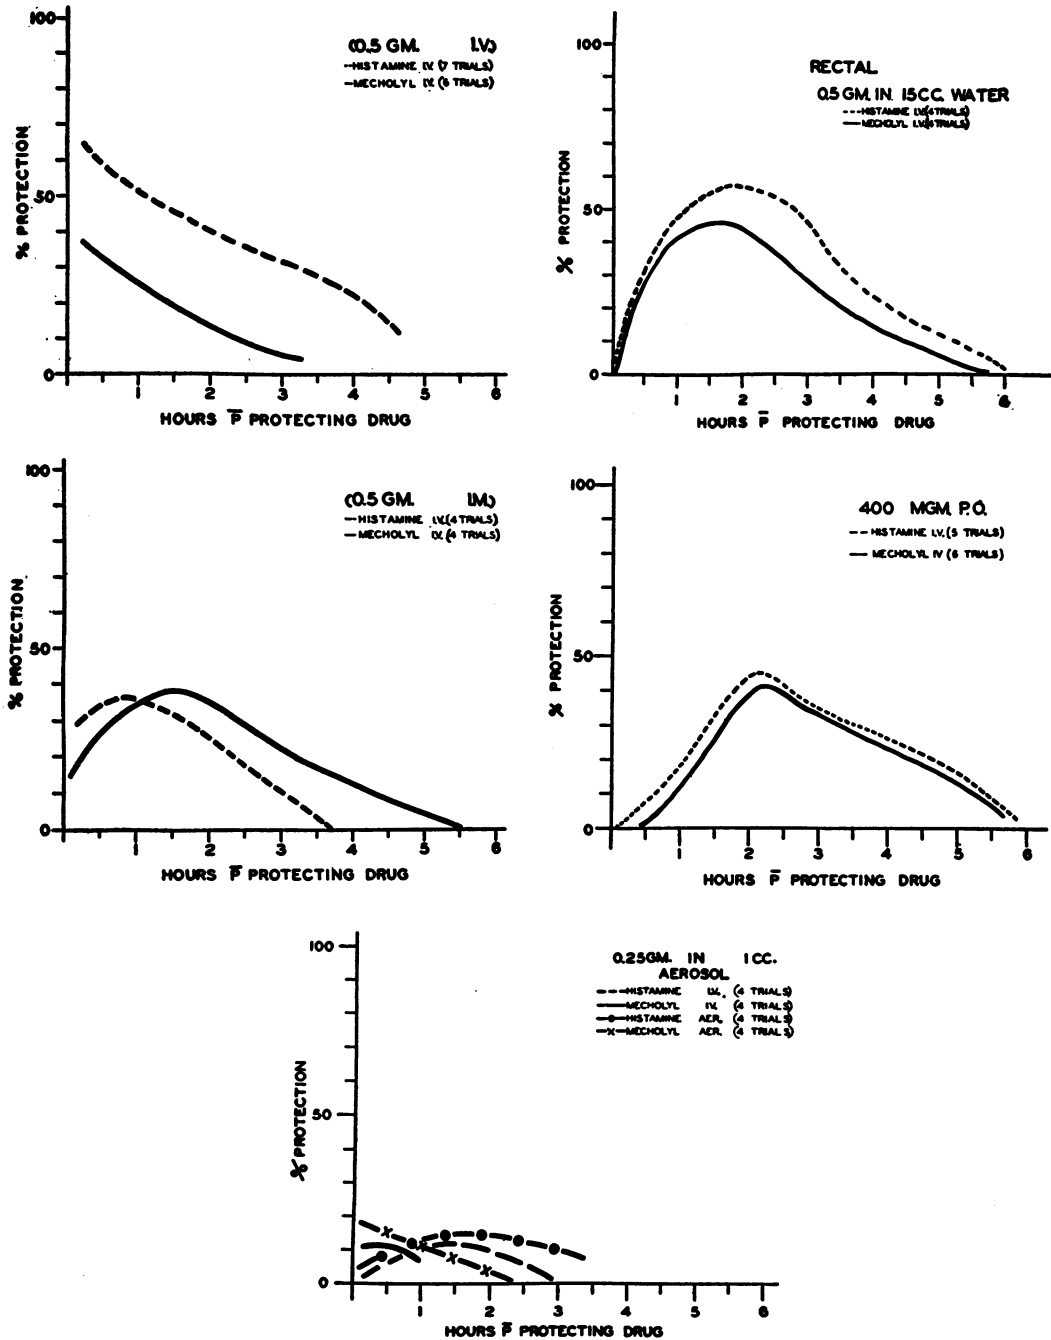 (0.5 GM. I.V.)
--HISTAMINE I.V. (7 TRIALS)
—MECHOLYL I.V. (6 TRIALS)
100
50
0
% PROTECTION
1 2 3 4 5 6
HOURS P̅ PROTECTING DRUG
RECTAL
0.5 GM. IN 15CC. WATER
---HISTAMINE I.V. (4 TRIALS)
—MECHOLYL I.V. (4 TRIALS)
100
50
0
% PROTECTION
1 2 3 4 5 6
HOURS P̅ PROTECTING DRUG
(0.5 GM. I.M.)
--HISTAMINE I.V. (4 TRIALS)
—MECHOLYL I.V. (4 TRIALS)
100
50
0
% PROTECTION
1 2 3 4 5 6
HOURS P̅ PROTECTING DRUG
400 MGM. P.O.
---HISTAMINE I.V. (5 TRIALS)
—MECHOLYL IV (6 TRIALS)
100
50
0
% PROTECTION
1 2 3 4 5 6
HOURS P̅ PROTECTING DRUG
0.25GM. IN 1 CC.
AEROSOL
---HISTAMINE I.V. (4 TRIALS)
—MECHOLYL IV. (4 TRIALS)
—●—HISTAMINE AER. (4 TRIALS)
—x—MECHOLYL AER. (4 TRIALS)
100
50
0
% PROTECTION
1 2 3 4 5 6
HOURS P̅ PROTECTING DRUG